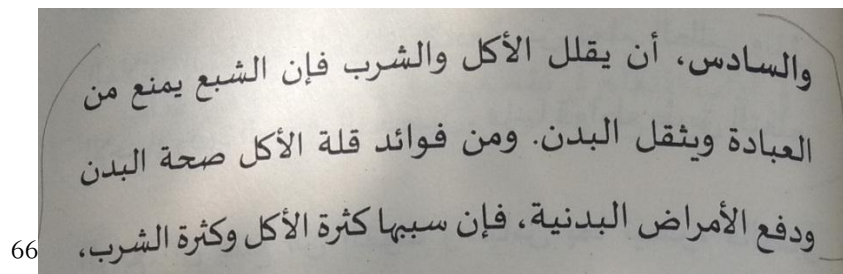 والسادس، أن يقلل الأكل والشرب فإن الشبع يمنع من
العبادة ويثقل البدن. ومن فوائد قلة الأكل صحة البدن
ودفع الأمراض البدنية، فإن سببها كثرة الأكل وكثرة الشرب،
66